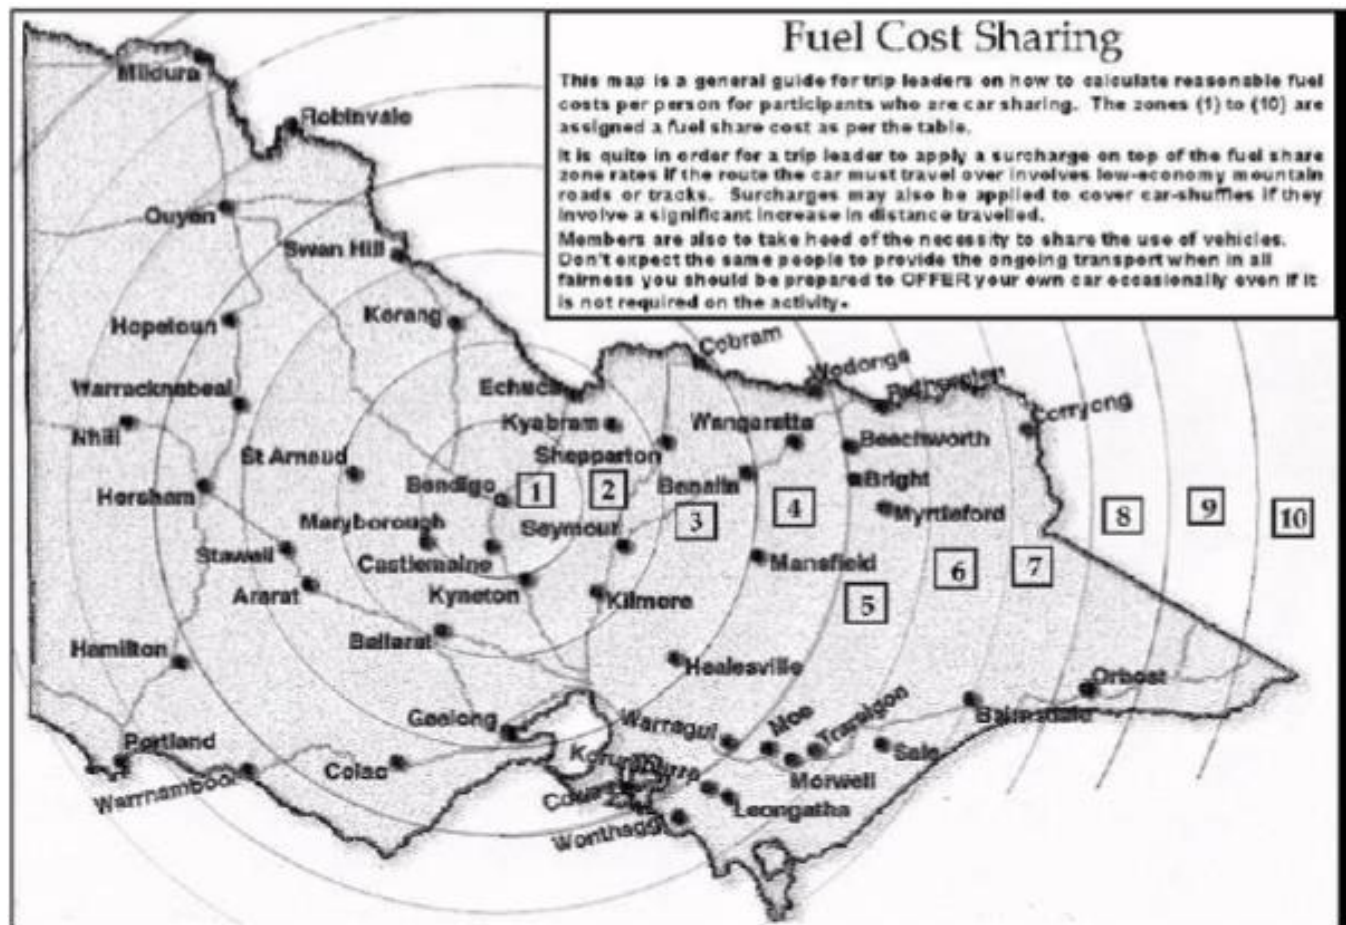 Fuel Cost Sharing
This map is a general guide for trip leaders on how to calculate reasonable fuel
costs per person for participants who are car sharing. The zones (1) to (10) are
assigned a fuel share cost as per the table.
It is quite in order for a trip leader to apply a surcharge on top of the fuel share
zone rates if the route the car must travel over involves low-economy mountain
roads or tracks. Surcharges may also be applied to cover car-shuffles if they
involve a significant increase in distance travelled.
Members are also to take heed of the necessity to share the use of vehicles.
Don't expect the same people to provide the ongoing transport when in all
fairness you should be prepared to OFFER your own car occasionally even if it
is not required on the activity.
Mildura
Robinvale
Ouyen
Swan Hill
Hopetoun
Kerang
Cobram
Wodonga
Warracknabeal
Echuca
Corryong
Nhill
Kyabram
Wangaratta
Beechworth
St Arnaud
Shepparton
Horsham
Bendigo
1
2
Benalla
Bright
Maryborough
Seymour
3
4
Myrtleford
8
9
10
Stawell
Castlemaine
Mansfield
6
7
Ararat
Kyneton
Kilmore
5
Ballarat
Hamilton
Healesville
Orbost
Geelong
Warragul
Moe
Traralgon
Bairnsdale
Portland
Colac
Korumburra
Morwell
Sale
Warrnambool
Leongatha
Wonthaggi